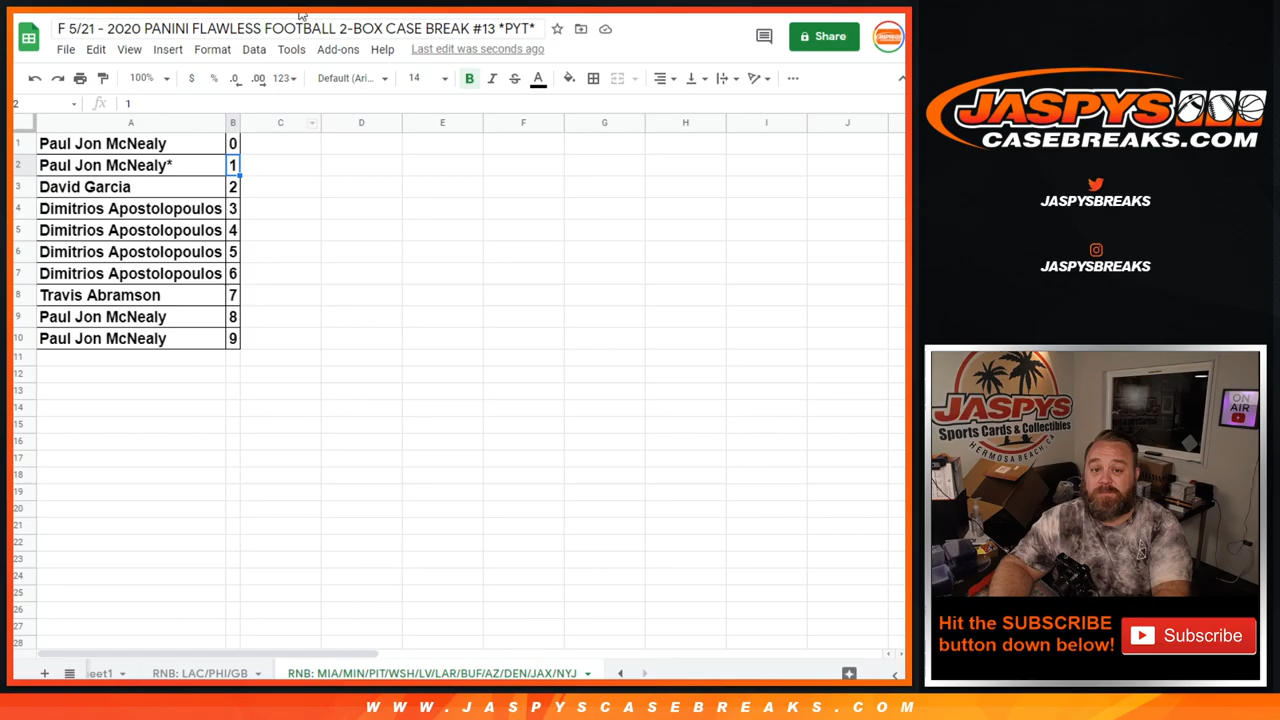 F 5/21 - 2020 PANINI FLAWLESS FOOTBALL 2-BOX CASE BREAK #13 *PYT*
Share
File Edit View Insert Format Data Tools Add-ons Help Last edit was seconds ago
100% $ % .0 .00 123 Default (Ari... 14 B I S A
2 fx 1
A B C D E F G H I J
1 Paul Jon McNealy 0
2 Paul Jon McNealy* 1
3 David Garcia 2
4 Dimitrios Apostolopoulos 3
5 Dimitrios Apostolopoulos 4
6 Dimitrios Apostolopoulos 5
7 Dimitrios Apostolopoulos 6
8 Travis Abramson 7
9 Paul Jon McNealy 8
10 Paul Jon McNealy 9
11
12
13
14
15
16
17
18
19
20
21
22
23
24
25
26
27
28
eet1 RNB: LAC/PHI/GB RNB: MIA/MIN/PIT/WSH/LV/LAR/BUF/AZ/DEN/JAX/NYJ
JASPYS
CASEBREAKS.COM
JASPYSBREAKS
JASPYSBREAKS
JASPYS
Sports Cards & Collectibles
HERMOSA BEACH, CA
ON
AIR
Hit the SUBSCRIBE
button down below!
Subscribe
WWW.JASPYSCASEBREAKS.COM